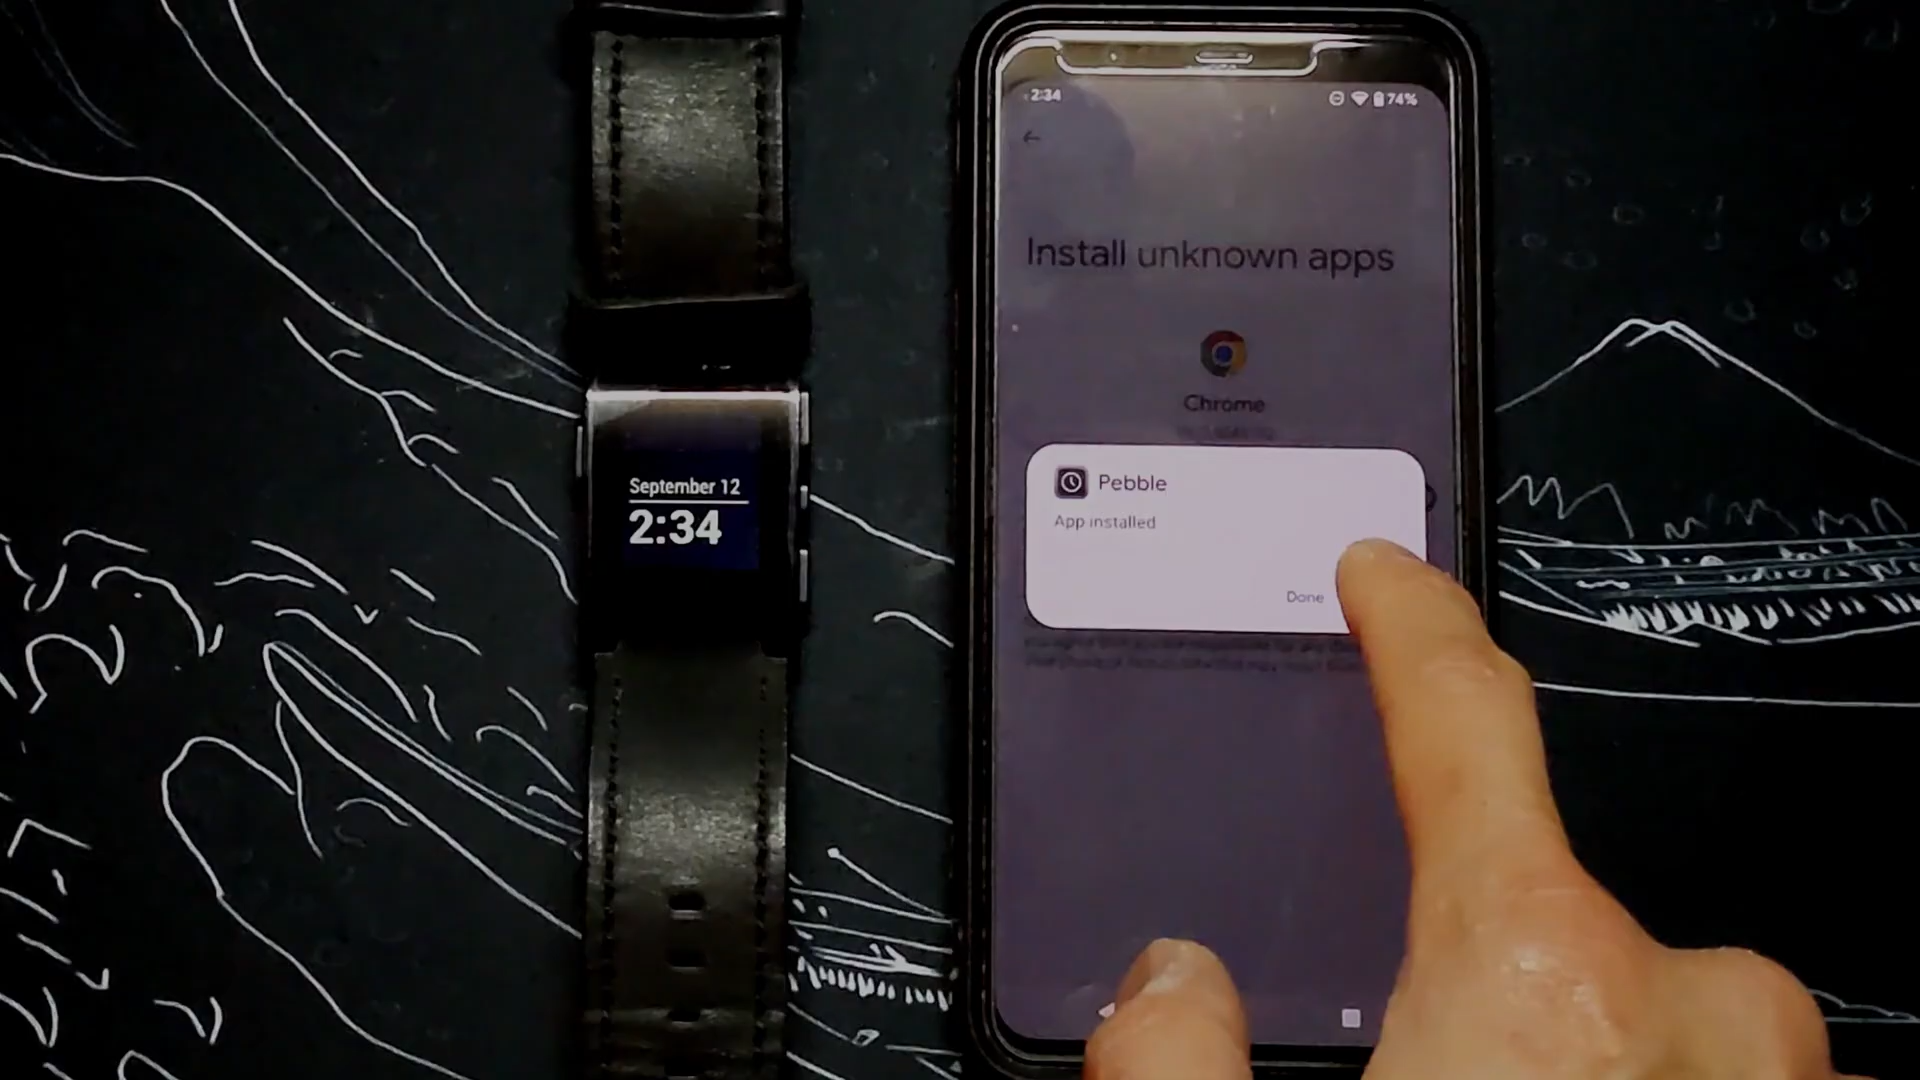 September 12
2:34
2:34
74%
Install unknown apps
Chrome
Pebble
App installed
Done